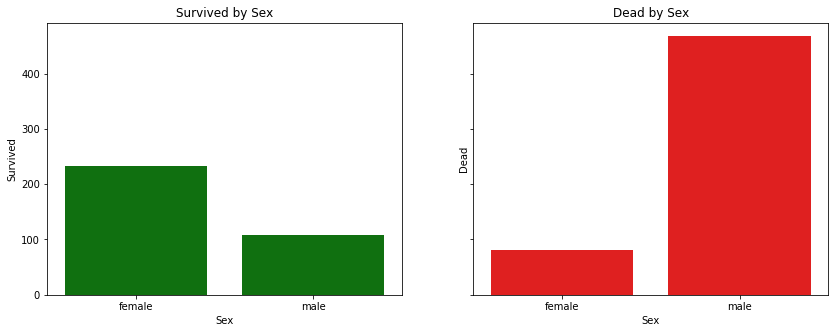 Survived by Sex
Survived
400
300
200
100
0
female
male
Sex
Dead by Sex
Dead
female
male
Sex